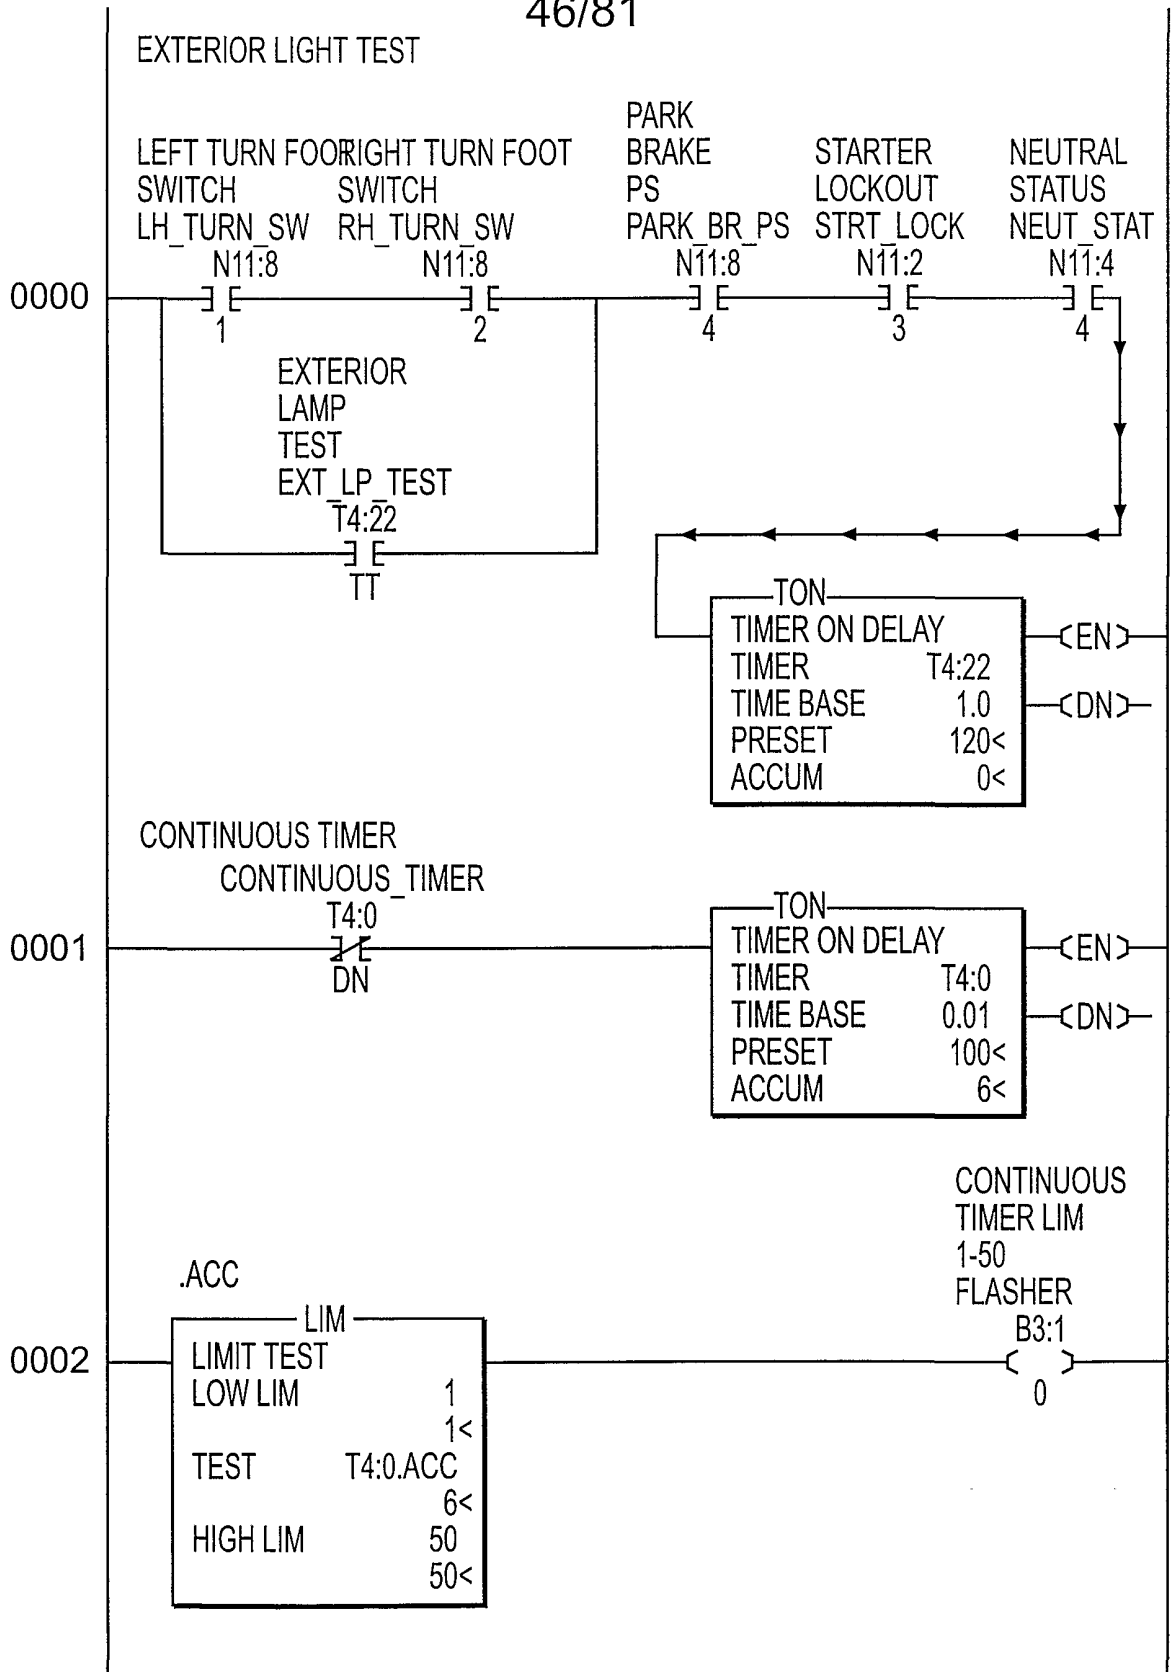 46/81
EXTERIOR LIGHT TEST
LEFT TURN FOOT
SWITCH
LH_TURN_SW
N11:8
1
RIGHT TURN FOOT
SWITCH
RH_TURN_SW
N11:8
2
PARK
BRAKE
PS
PARK_BR_PS
N11:8
4
STARTER
LOCKOUT
STRT_LOCK
N11:2
3
NEUTRAL
STATUS
NEUT_STAT
N11:4
4
0000
EXTERIOR
LAMP
TEST
EXT_LP_TEST
T4:22
TT
TON
TIMER ON DELAY
TIMER T4:22
TIME BASE 1.0
PRESET 120<
ACCUM 0<
EN
DN
CONTINUOUS TIMER
CONTINUOUS_TIMER
T4:0
0001
DN
TON
TIMER ON DELAY
TIMER T4:0
TIME BASE 0.01
PRESET 100<
ACCUM 6<
EN
DN
CONTINUOUS
TIMER LIM
1-50
FLASHER
B3:1
0
.ACC
0002
LIM
LIMIT TEST
LOW LIM 1
1<
TEST T4:0.ACC
6<
HIGH LIM 50
50<